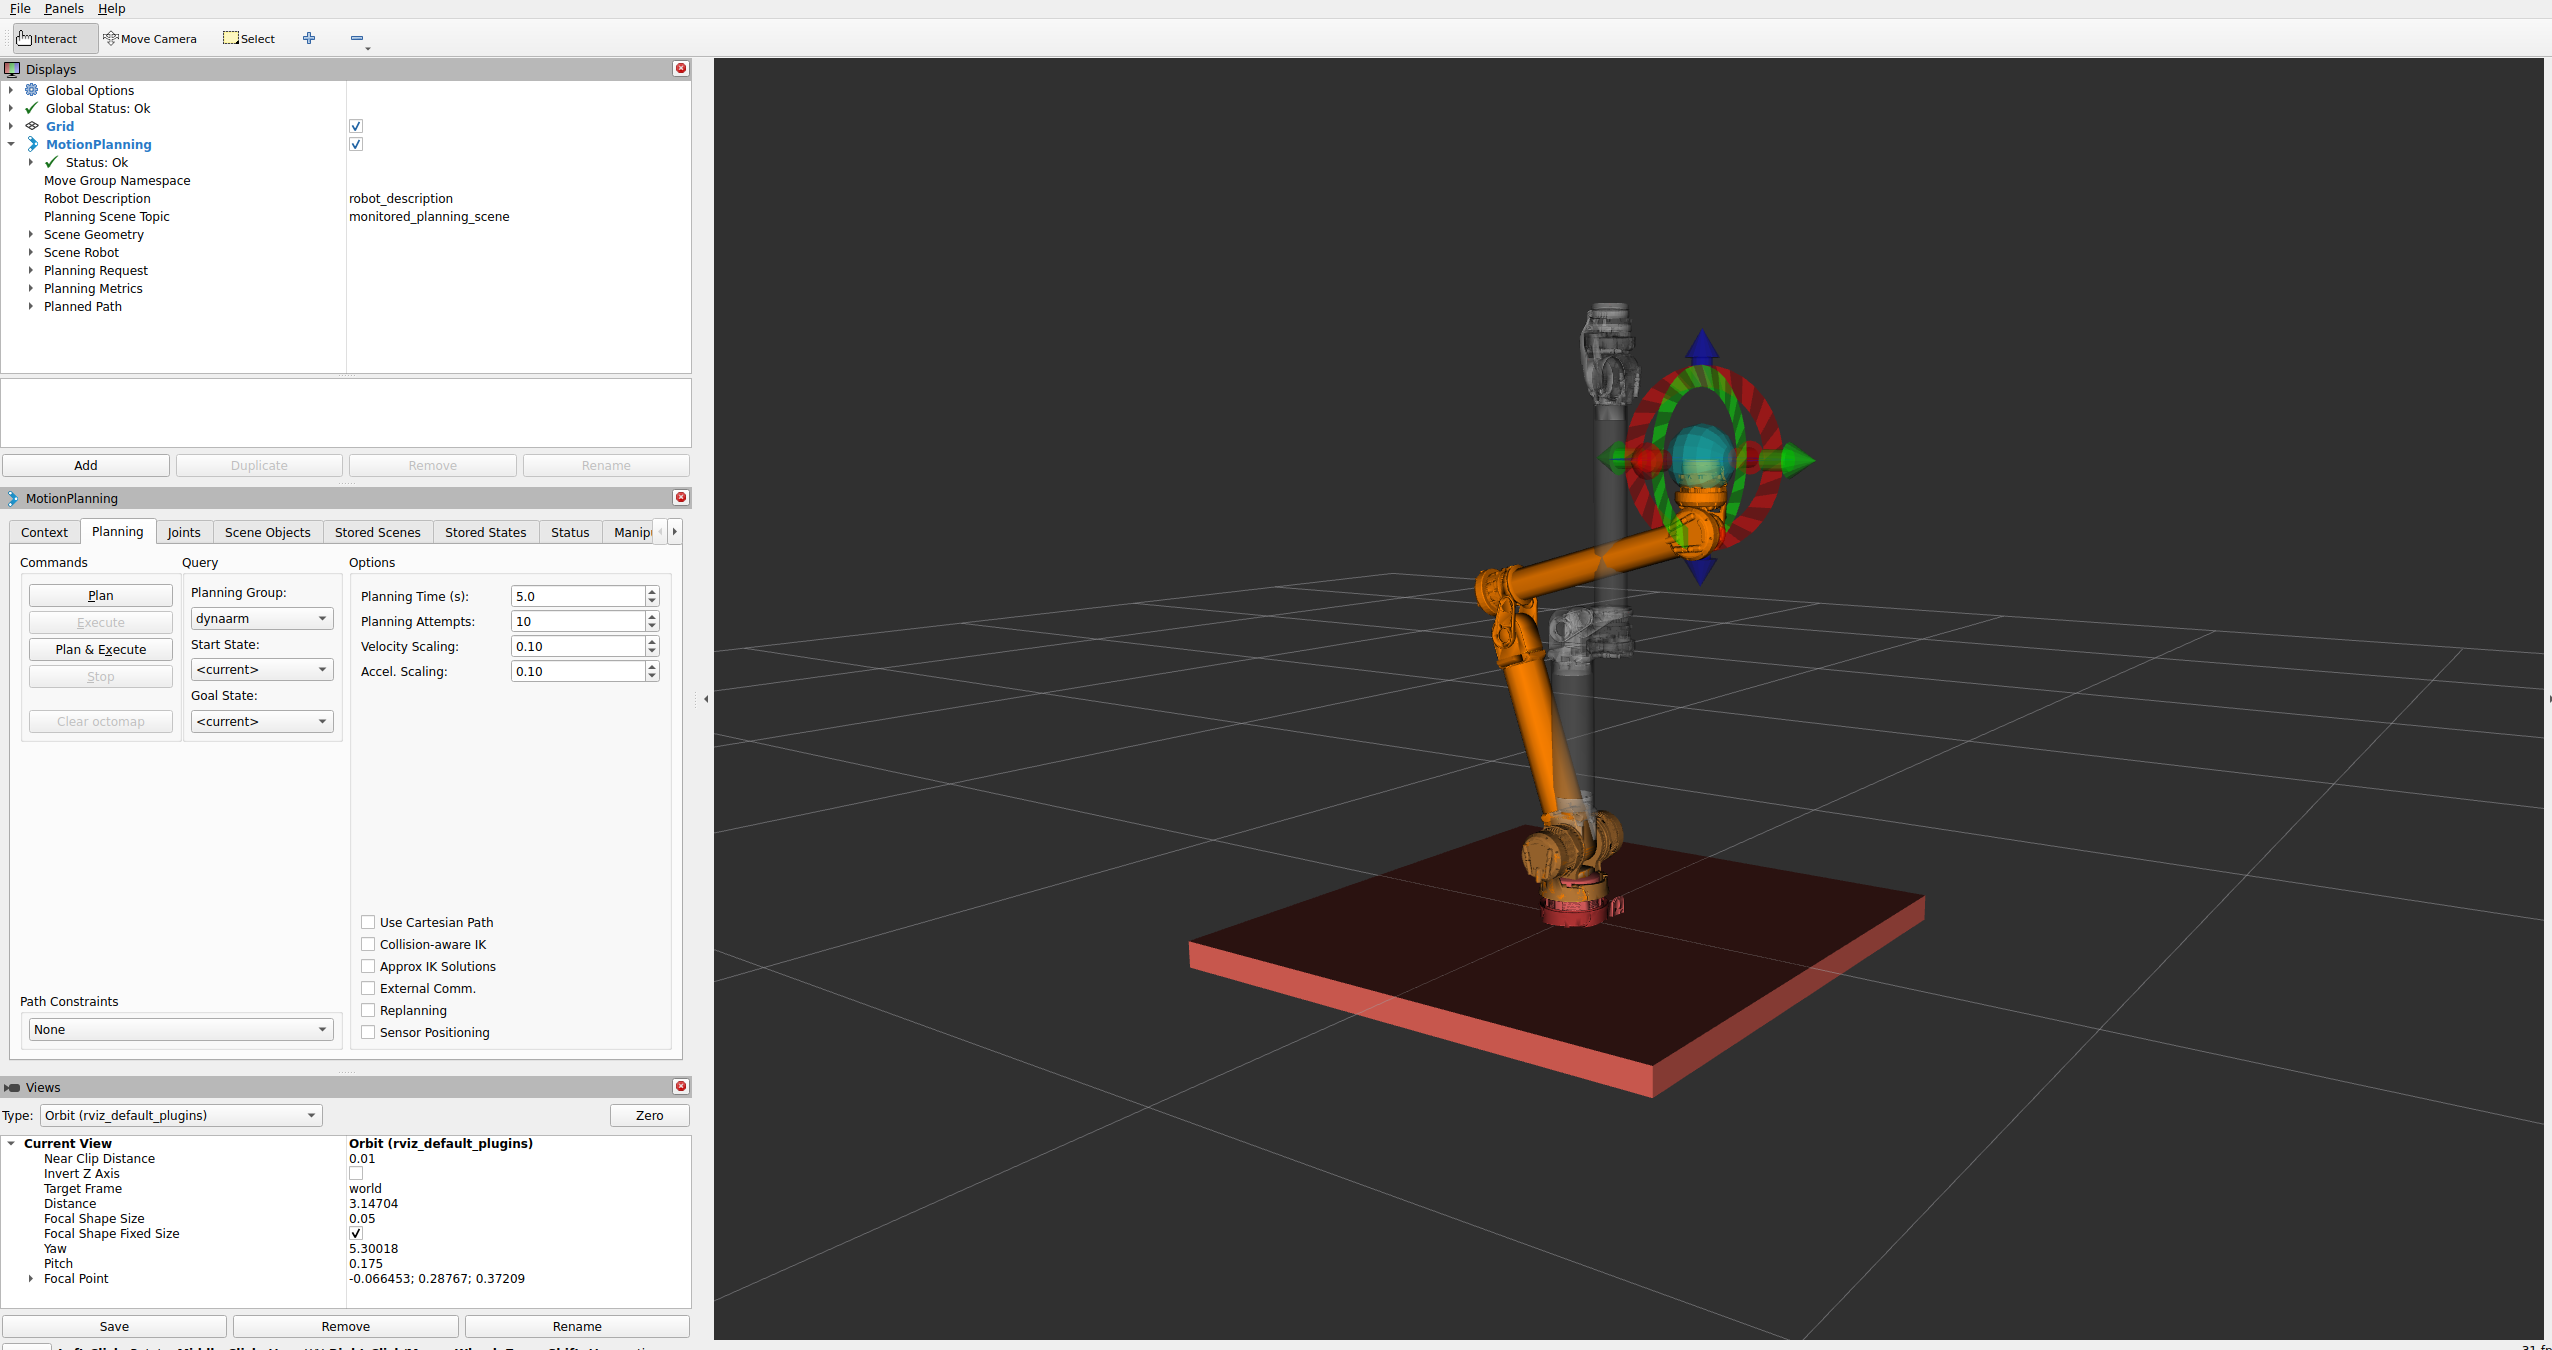 File Panels Help
Interact Move Camera Select
Displays
Global Options
Global Status: Ok
Grid
MotionPlanning
Status: Ok
Move Group Namespace
Robot Description robot_description
Planning Scene Topic monitored_planning_scene
Scene Geometry
Scene Robot
Planning Request
Planning Metrics
Planned Path
Add Duplicate Remove Rename
MotionPlanning
Context Planning Joints Scene Objects Stored Scenes Stored States Status
Commands Query Options
Plan
Execute
Plan & Execute
Stop
Clear octomap
Planning Group:
dynaarm
Start State:
<current>
Goal State:
<current>
Planning Time (s): 5.0
Planning Attempts: 10
Velocity Scaling: 0.10
Accel. Scaling: 0.10
Use Cartesian Path
Collision-aware IK
Approx IK Solutions
External Comm.
Replanning
Sensor Positioning
Path Constraints
None
Views
Type: Orbit (rviz_default_plugins) Zero
Current View Orbit (rviz_default_plugins)
Near Clip Distance 0.01
Invert Z Axis
Target Frame world
Distance 3.14704
Focal Shape Size 0.05
Focal Shape Fixed Size
Yaw 5.30018
Pitch 0.175
Focal Point -0.066453; 0.28767; 0.37209
Save Remove Rename